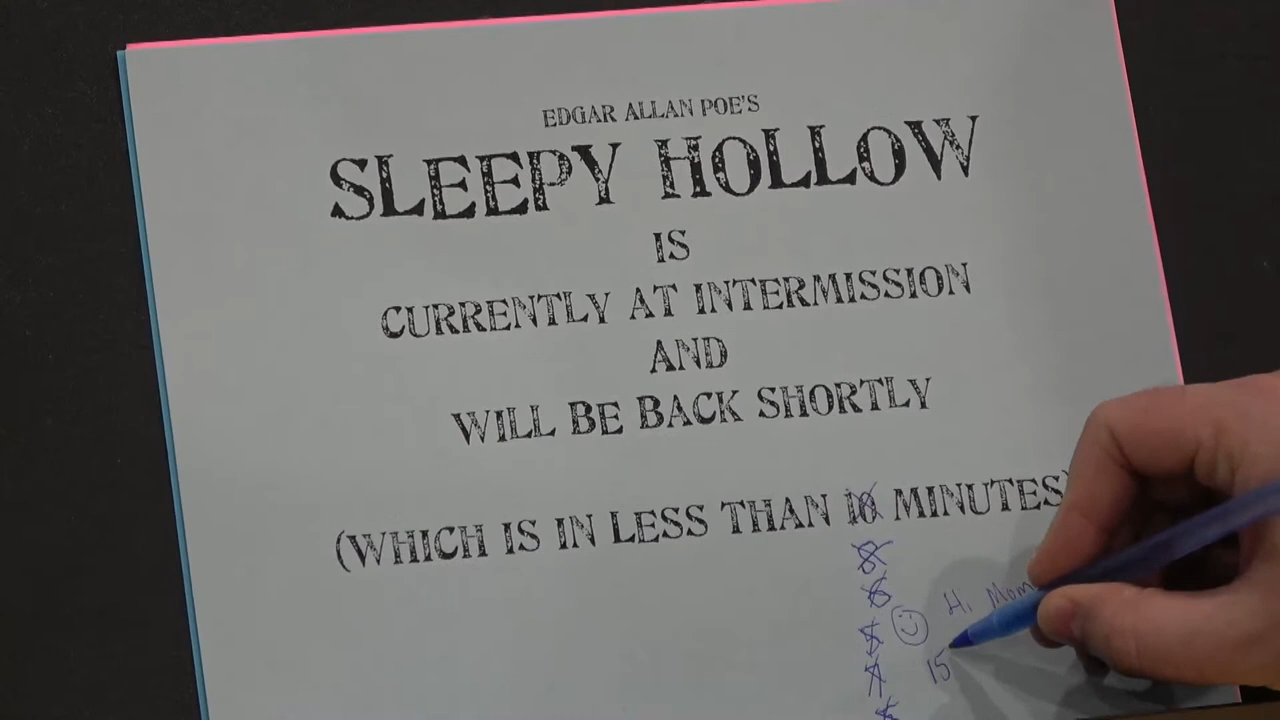 EDGAR ALLAN POE'S
SLEEPY HOLLOW
IS
CURRENTLY AT INTERMISSION
AND
WILL BE BACK SHORTLY
(WHICH IS IN LESS THAN 10 MINUTES)
8
6
Hi Mom
15